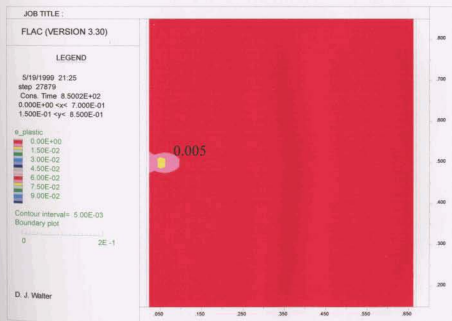 JOB TITLE :
FLAC (VERSION 3.30)
LEGEND
5/19/1999 21:25
step 27879
Cons. Time 8.5002E+02
0.000E+00 <x< 7.000E-01
1.500E-01 <y< 8.500E-01
e_plastic
0.00E+00
1.50E-02
3.00E-02
4.50E-02
6.00E-02
7.50E-02
9.00E-02
Contour interval= 5.00E-03
Boundary plot
0 2E -1
D. J. Walter
0.005
.800
.700
.600
.500
.400
.300
.200
.050 .150 .250 .350 .450 .550 .650